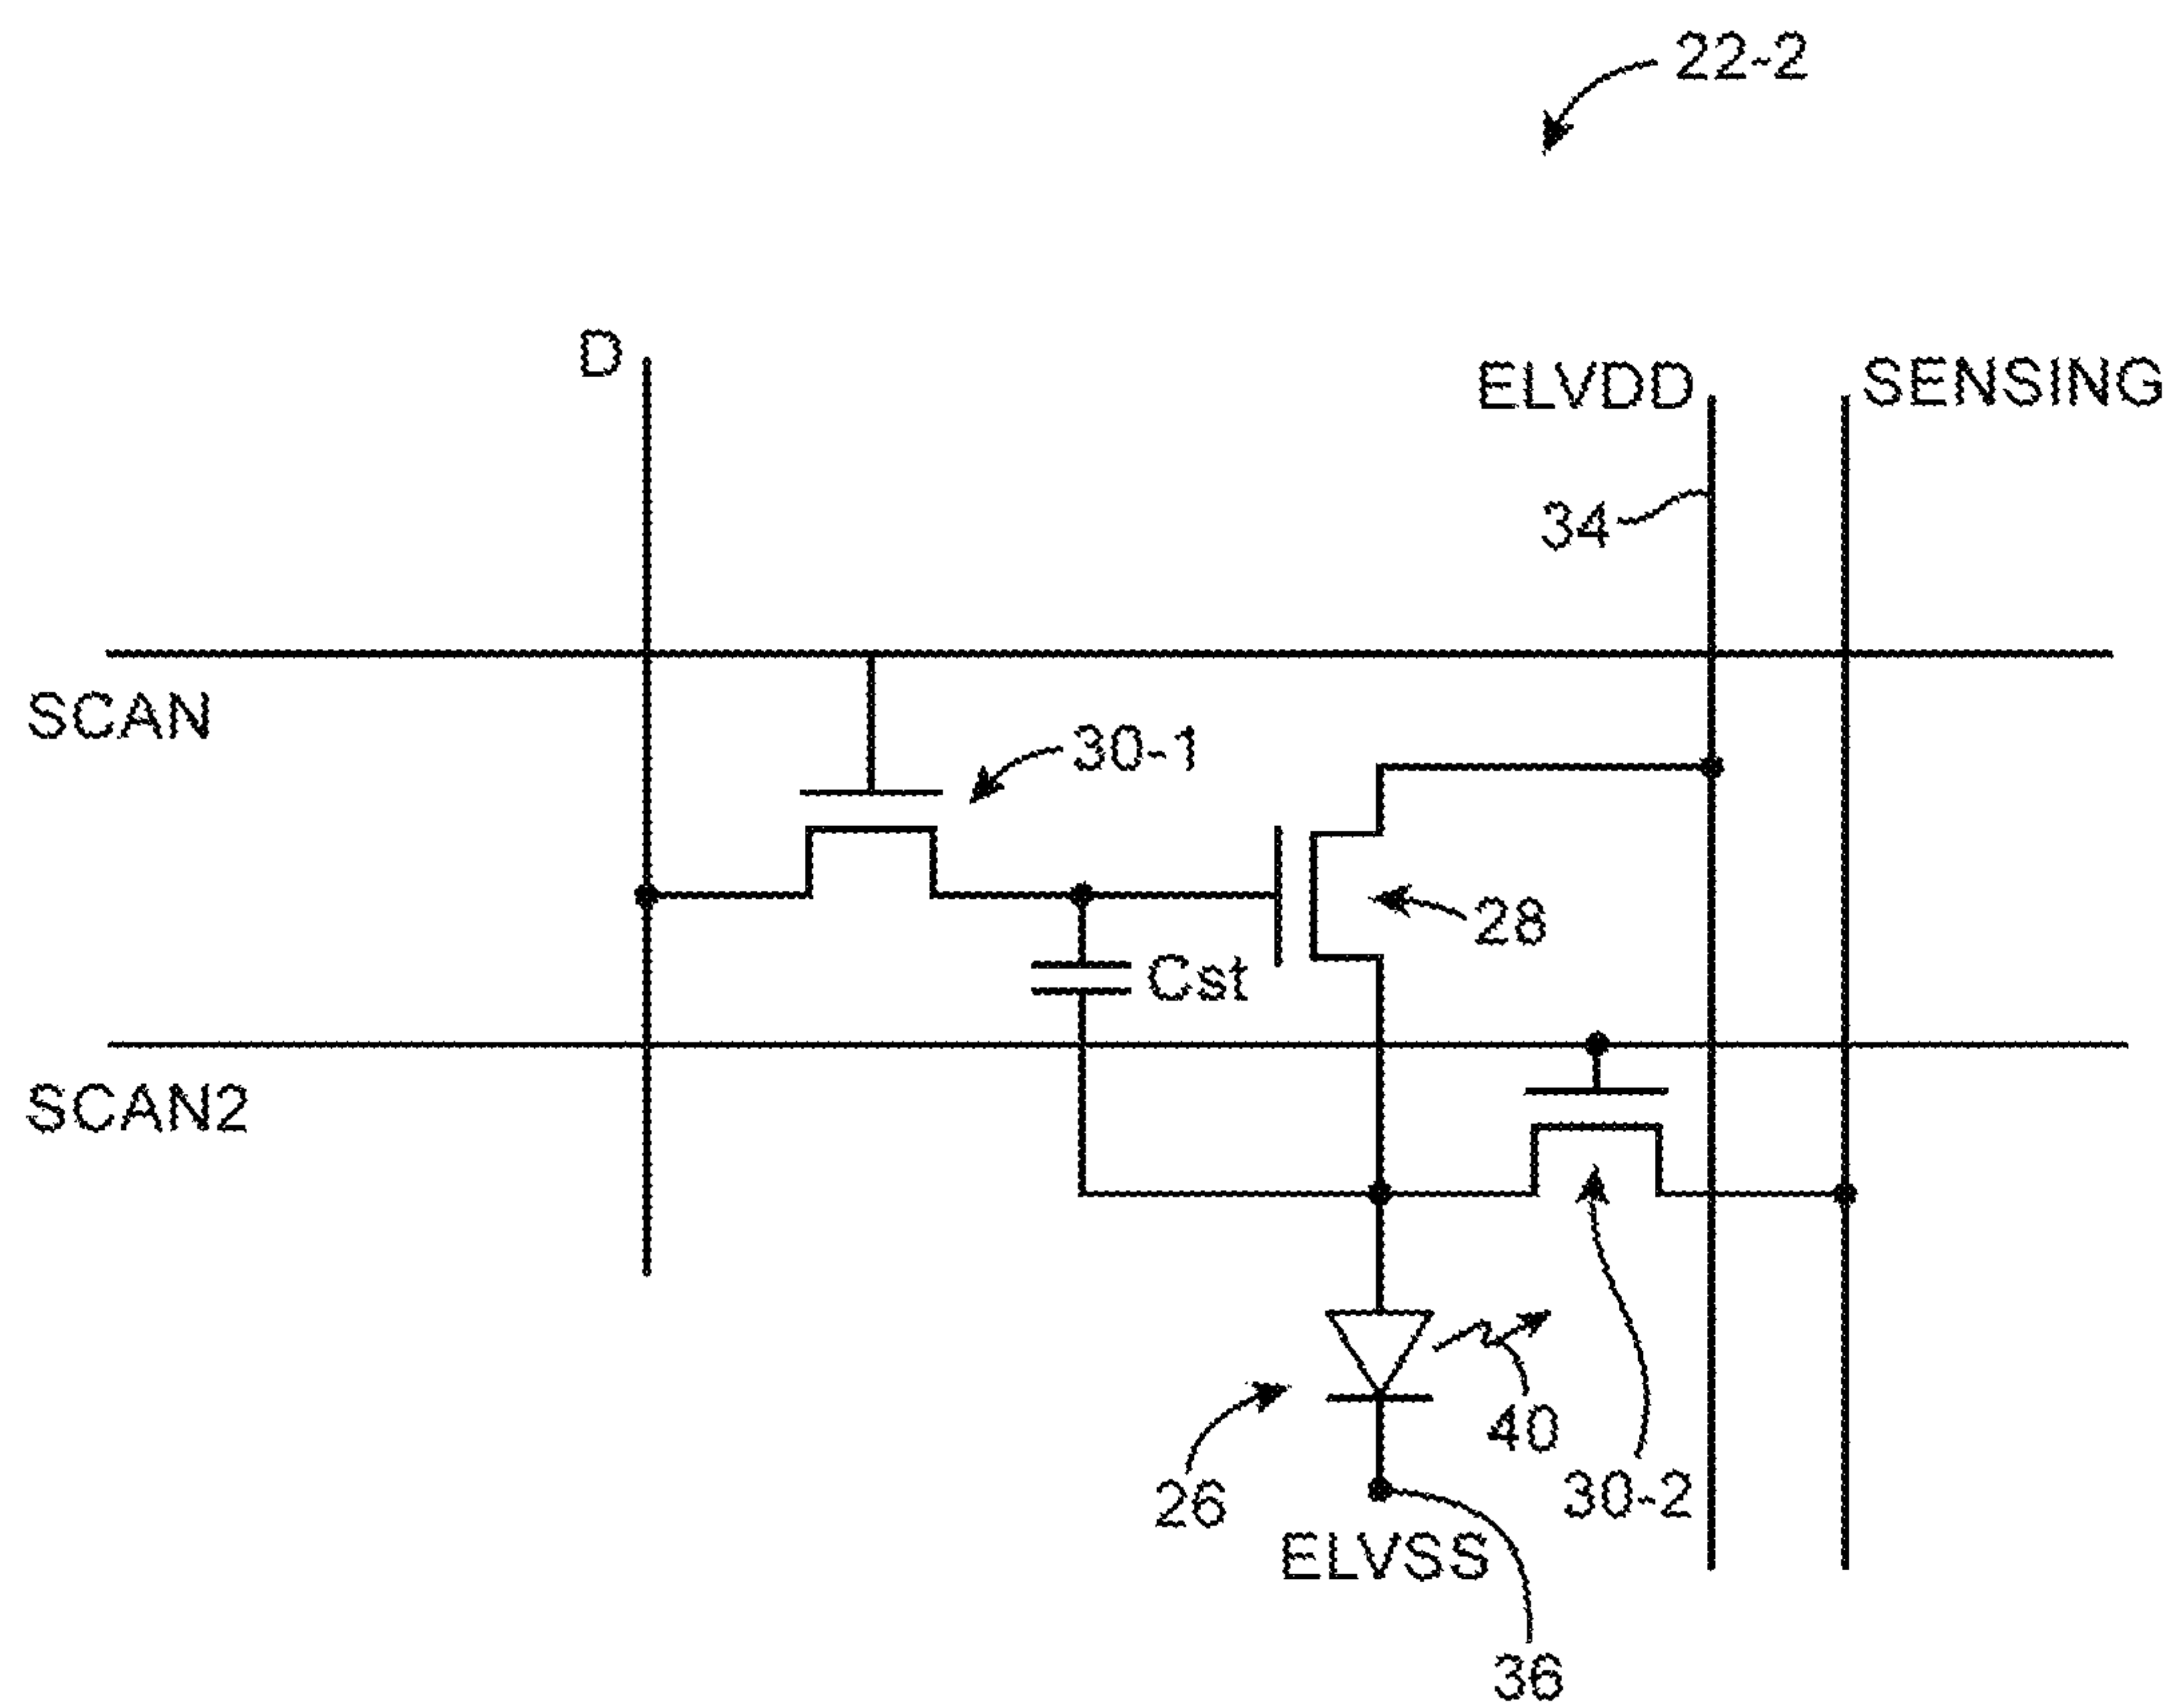 22-2
D
ELVDD
SENSING
34
SCAN
30-1
28
Cst
SCAN2
40
26
30-2
ELVSS
36